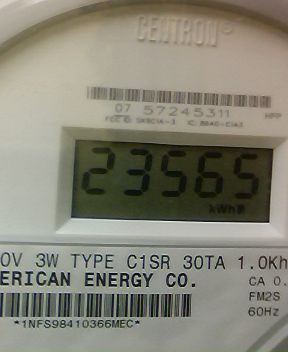 CENTRON®
07 57245311 HPP
23565
kWh
0V 3W TYPE C1SR 30TA 1.0Kh
ERICAN ENERGY CO. CA 0.
FM2S
60Hz
*1NFS98410366MEC*